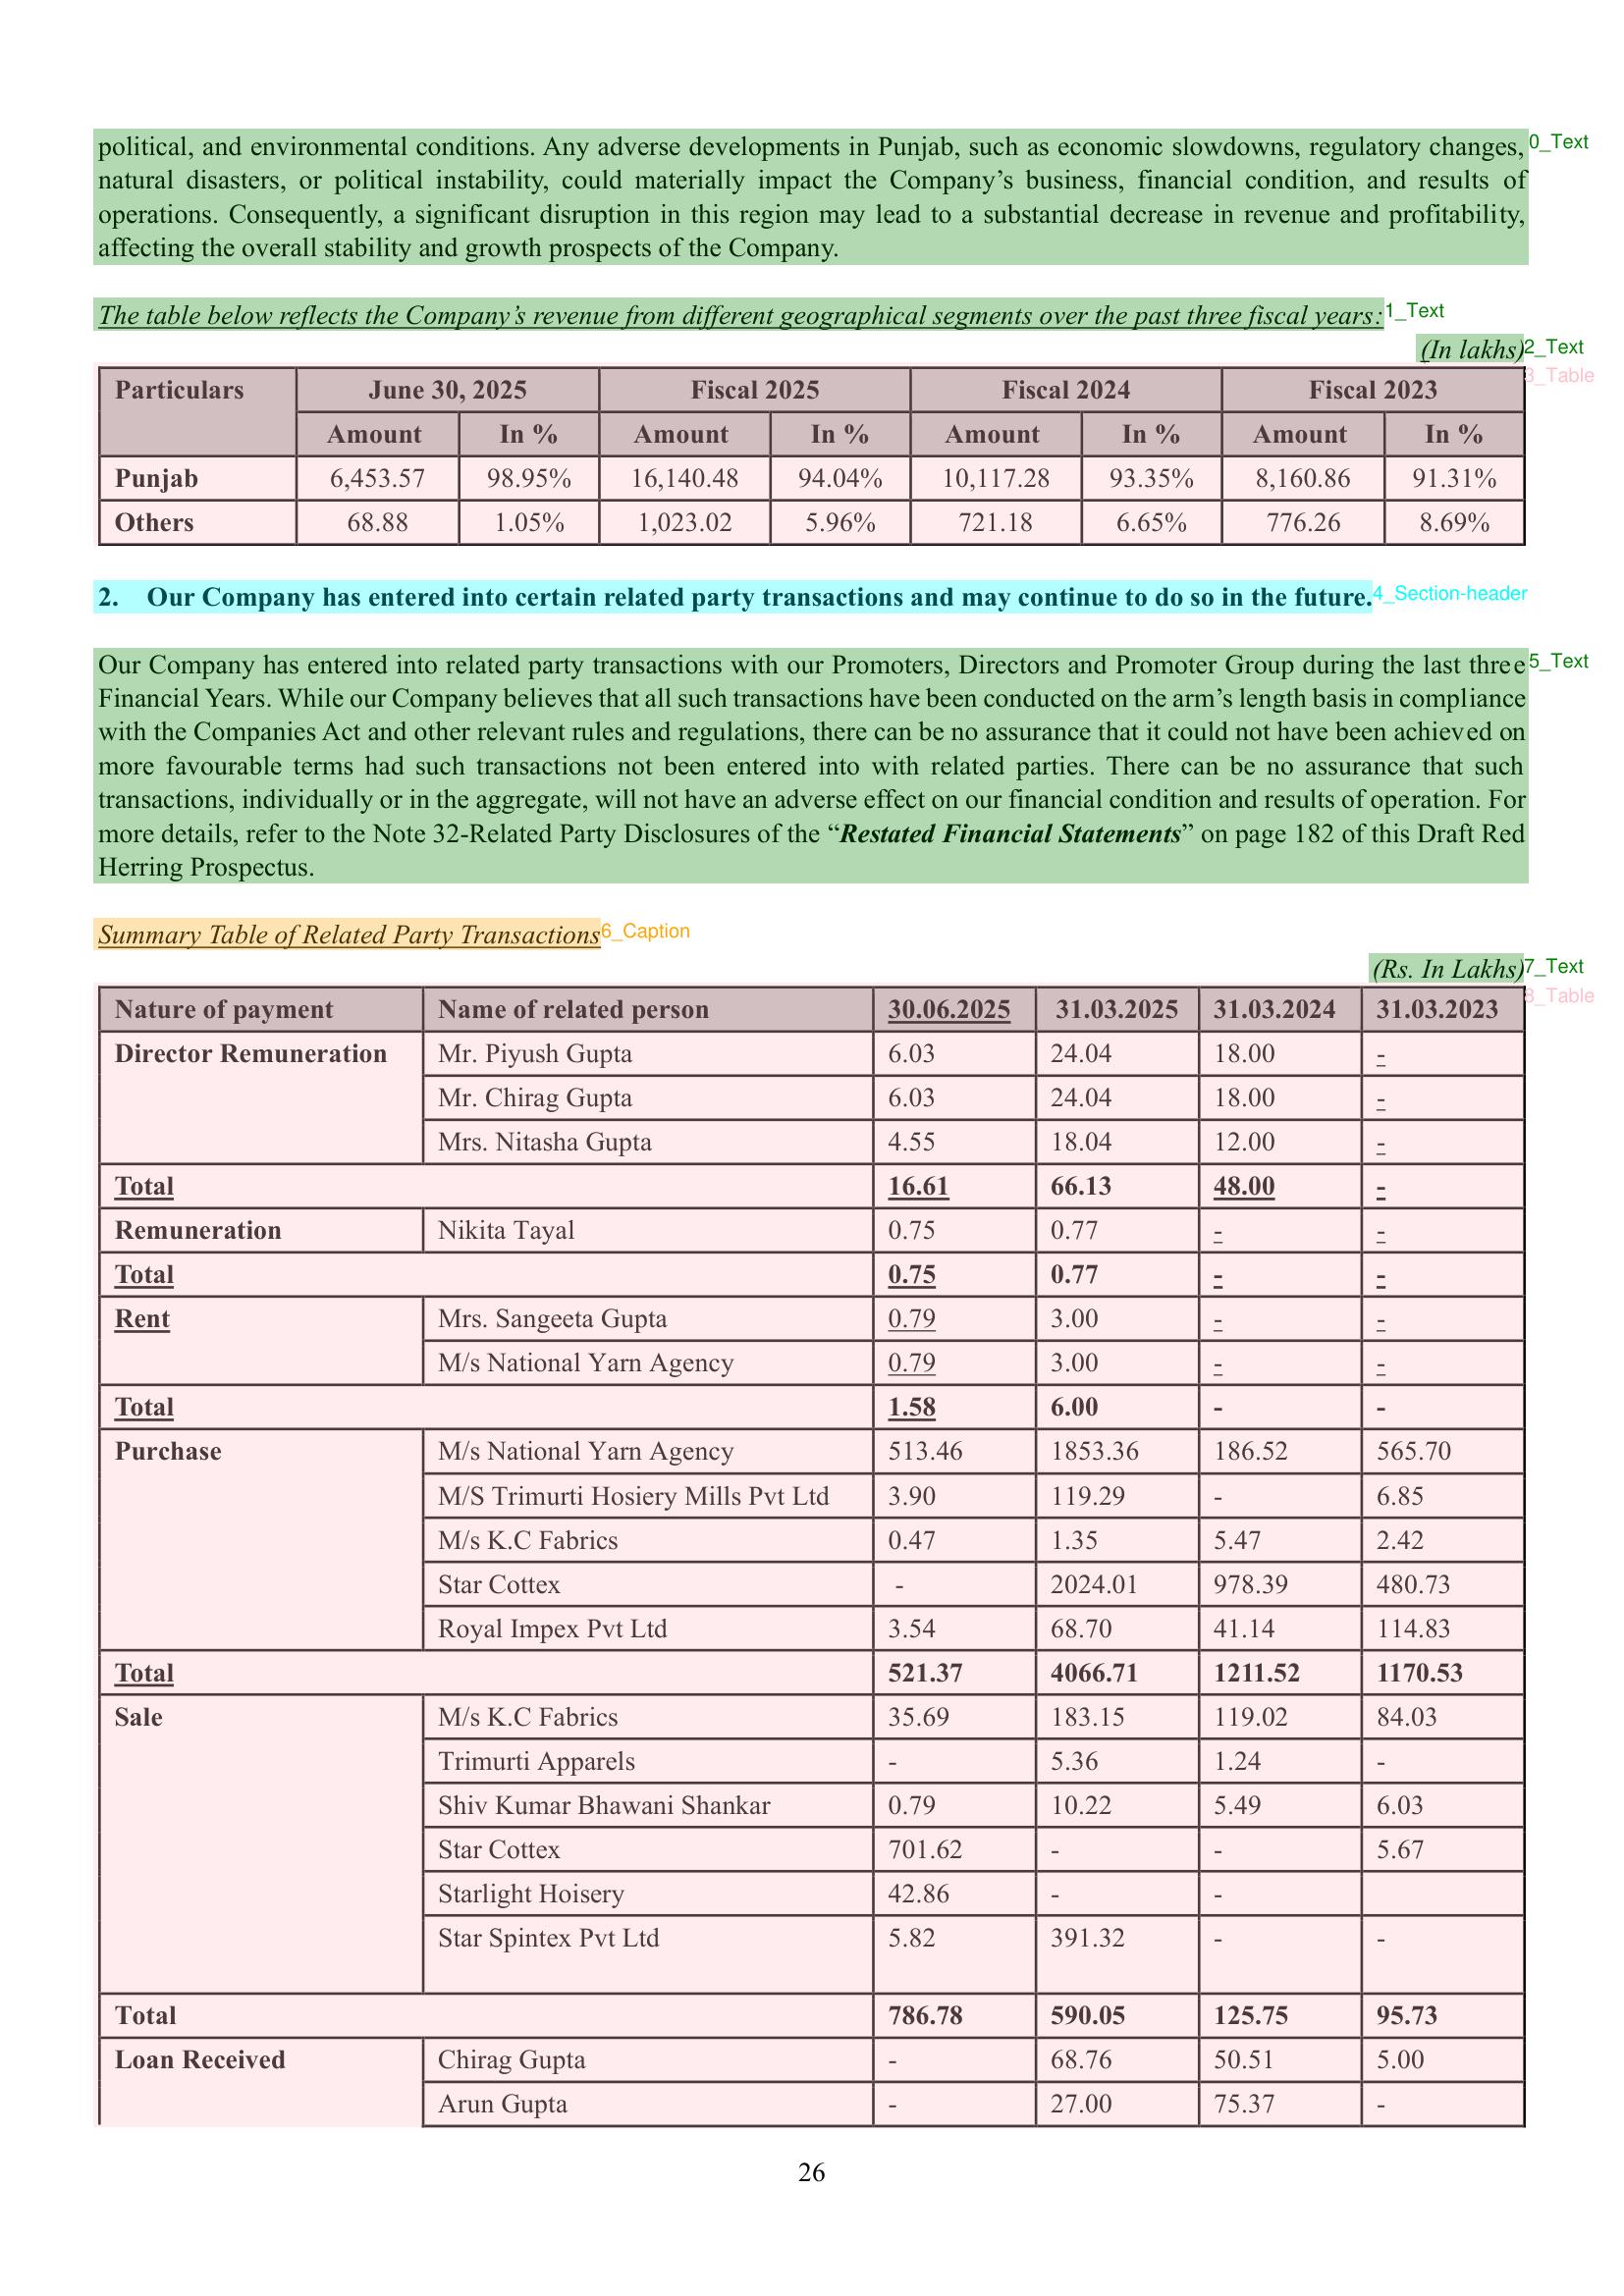 political, and environmental conditions. Any adverse developments in Punjab, such as economic slowdowns, regulatory changes,
0_Text
natural disasters, or political instability, could materially impact the Company’s business, financial condition, and results of
operations. Consequently, a significant disruption in this region may lead to a substantial decrease in revenue and profitability,
affecting the overall stability and growth prospects of the Company.
The table below reflects the Company’s revenue from different geographical segments over the past three fiscal years:
1_Text
(In lakhs)
2_Text
3_Table
Particulars June 30, 2025 Fiscal 2025 Fiscal 2024 Fiscal 2023
Amount In % Amount In % Amount In % Amount In %
Punjab 6,453.57 98.95% 16,140.48 94.04% 10,117.28 93.35% 8,160.86 91.31%
Others 68.88 1.05% 1,023.02 5.96% 721.18 6.65% 776.26 8.69%
2. Our Company has entered into certain related party transactions and may continue to do so in the future.
4_Section-header
Our Company has entered into related party transactions with our Promoters, Directors and Promoter Group during the last three
5_Text
Financial Years. While our Company believes that all such transactions have been conducted on the arm’s length basis in compliance
with the Companies Act and other relevant rules and regulations, there can be no assurance that it could not have been achieved on
more favourable terms had such transactions not been entered into with related parties. There can be no assurance that such
transactions, individually or in the aggregate, will not have an adverse effect on our financial condition and results of operation. For
more details, refer to the Note 32-Related Party Disclosures of the “Restated Financial Statements” on page 182 of this Draft Red
Herring Prospectus.
Summary Table of Related Party Transactions
6_Caption
(Rs. In Lakhs)
7_Text
8_Table
Nature of payment Name of related person 30.06.2025 31.03.2025 31.03.2024 31.03.2023
Director Remuneration Mr. Piyush Gupta 6.03 24.04 18.00 -
Mr. Chirag Gupta 6.03 24.04 18.00 -
Mrs. Nitasha Gupta 4.55 18.04 12.00 -
Total 16.61 66.13 48.00 -
Remuneration Nikita Tayal 0.75 0.77 - -
Total 0.75 0.77 - -
Rent Mrs. Sangeeta Gupta 0.79 3.00 - -
M/s National Yarn Agency 0.79 3.00 - -
Total 1.58 6.00 - -
Purchase M/s National Yarn Agency 513.46 1853.36 186.52 565.70
M/S Trimurti Hosiery Mills Pvt Ltd 3.90 119.29 - 6.85
M/s K.C Fabrics 0.47 1.35 5.47 2.42
Star Cottex - 2024.01 978.39 480.73
Royal Impex Pvt Ltd 3.54 68.70 41.14 114.83
Total 521.37 4066.71 1211.52 1170.53
Sale M/s K.C Fabrics 35.69 183.15 119.02 84.03
Trimurti Apparels - 5.36 1.24 -
Shiv Kumar Bhawani Shankar 0.79 10.22 5.49 6.03
Star Cottex 701.62 - - 5.67
Starlight Hoisery 42.86 - -
Star Spintex Pvt Ltd 5.82 391.32 - -
Total 786.78 590.05 125.75 95.73
Loan Received Chirag Gupta - 68.76 50.51 5.00
Arun Gupta - 27.00 75.37 -
26